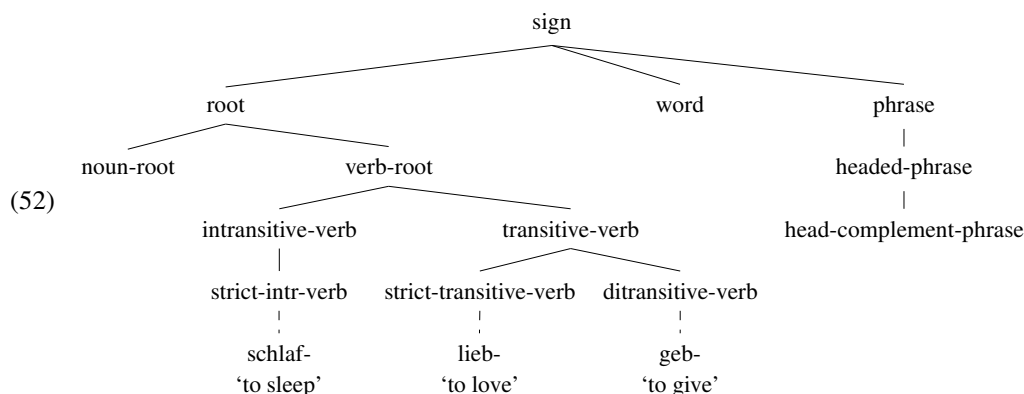 sign
root word phrase
noun-root verb-root headed-phrase
(52)
intransitive-verb transitive-verb head-complement-phrase
strict-intr-verb strict-transitive-verb ditransitive-verb
schlaf- lieb- geb-
‘to sleep’ ‘to love’ ‘to give’